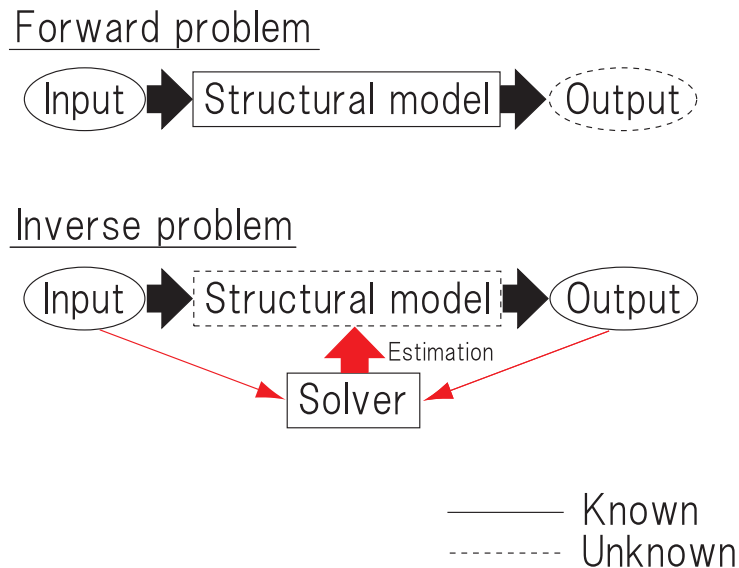 Forward problem
Input Structural model Output
Inverse problem
Input Structural model Output
Estimation
Solver
Known
Unknown